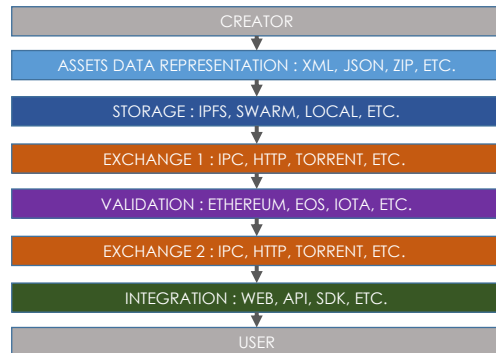 CREATOR
ASSETS DATA REPRESENTATION : XML, JSON, ZIP, ETC.
STORAGE : IPFS, SWARM, LOCAL, ETC.
EXCHANGE 1 : IPC, HTTP, TORRENT, ETC.
VALIDATION : ETHEREUM, EOS, IOTA, ETC.
EXCHANGE 2 : IPC, HTTP, TORRENT, ETC.
INTEGRATION : WEB, API, SDK, ETC.
USER